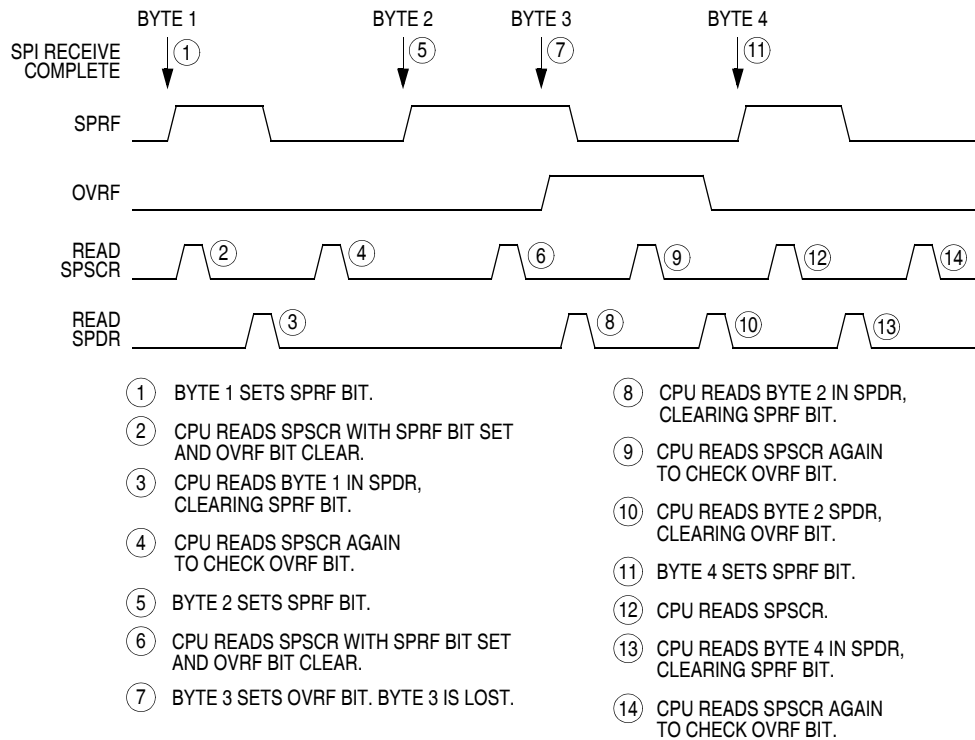 BYTE 1 BYTE 2 BYTE 3 BYTE 4
SPI RECEIVE
COMPLETE
1 5 7 11
SPRF
OVRF
READ
SPSCR
2 4 6 9 12 14
READ
SPDR
3 8 10 13
1 BYTE 1 SETS SPRF BIT.
2 CPU READS SPSCR WITH SPRF BIT SET
AND OVRF BIT CLEAR.
3 CPU READS BYTE 1 IN SPDR,
CLEARING SPRF BIT.
4 CPU READS SPSCR AGAIN
TO CHECK OVRF BIT.
5 BYTE 2 SETS SPRF BIT.
6 CPU READS SPSCR WITH SPRF BIT SET
AND OVRF BIT CLEAR.
7 BYTE 3 SETS OVRF BIT. BYTE 3 IS LOST.
8 CPU READS BYTE 2 IN SPDR,
CLEARING SPRF BIT.
9 CPU READS SPSCR AGAIN
TO CHECK OVRF BIT.
10 CPU READS BYTE 2 SPDR,
CLEARING OVRF BIT.
11 BYTE 4 SETS SPRF BIT.
12 CPU READS SPSCR.
13 CPU READS BYTE 4 IN SPDR,
CLEARING SPRF BIT.
14 CPU READS SPSCR AGAIN
TO CHECK OVRF BIT.